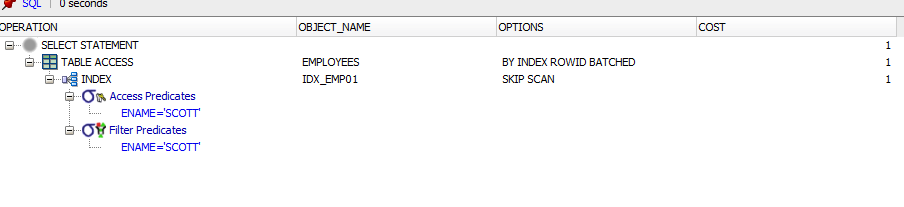 SQL | 0 seconds
OPERATION OBJECT_NAME OPTIONS COST
SELECT STATEMENT 1
TABLE ACCESS EMPLOYEES BY INDEX ROWID BATCHED 1
INDEX IDX_EMP01 SKIP SCAN 1
Access Predicates
ENAME='SCOTT'
Filter Predicates
ENAME='SCOTT'